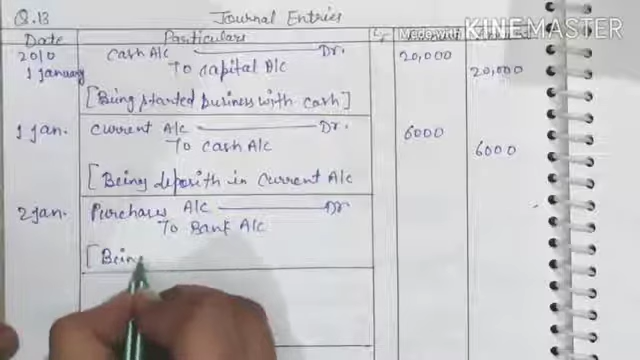 Q.13 Journal Entries
Made with KINEMASTER
Date Particulars L.F
2010 Cash A/c Dr. 20,000
1 January To Capital A/c 20,000
[Being started business with cash]
1 Jan. Current A/c Dr. 6000
To Cash A/c 6000
[Being deposith in Current A/c
2 Jan. Purchases A/c Dr
To Bank A/c
[Bein